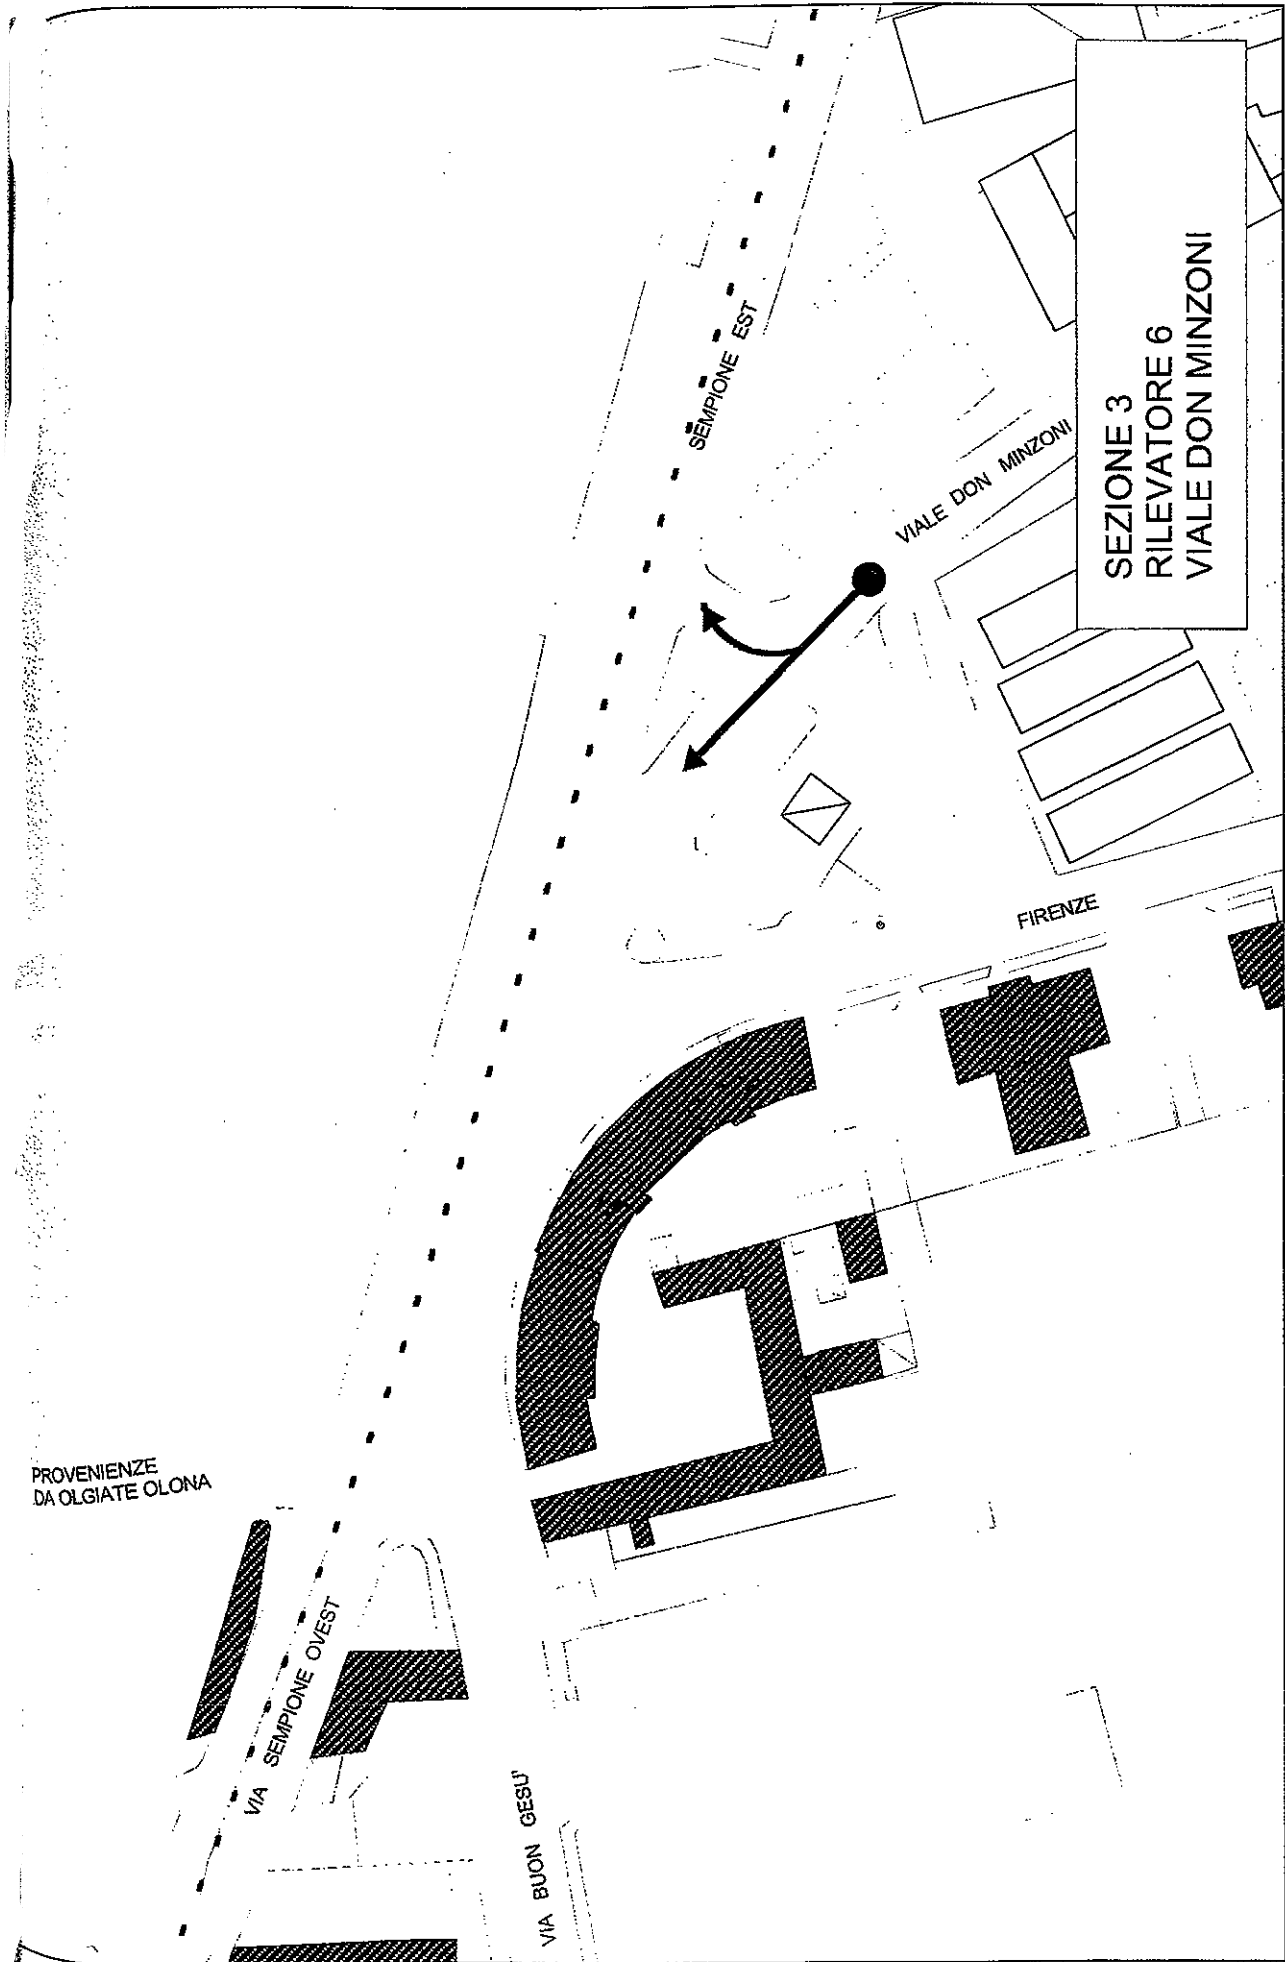 SEZIONE 3
RILEVATORE 6
VIALE DON MINZONI
SEMPIONE EST
VIALE DON MINZONI
FIRENZE
PROVENIENZE
DA OLGIATE OLONA
VIA SEMPIONE OVEST
VIA BUON GESU'